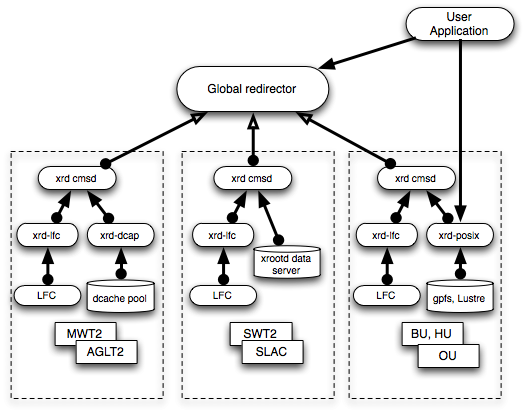 User
Application
Global redirector
xrd cmsd
xrd cmsd
xrd cmsd
xrd-lfc
xrd-dcap
xrd-lfc
xrootd data
server
xrd-lfc
xrd-posix
LFC
dcache pool
LFC
LFC
gpfs, Lustre
MWT2
AGLT2
SWT2
SLAC
BU, HU
OU